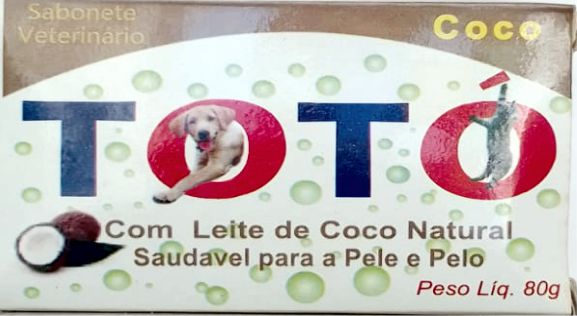 Sabonete
Veterinário
Coco
TOTÓ
Com Leite de Coco Natural
Saudavel para a Pele e Pelo
Peso Líq. 80g